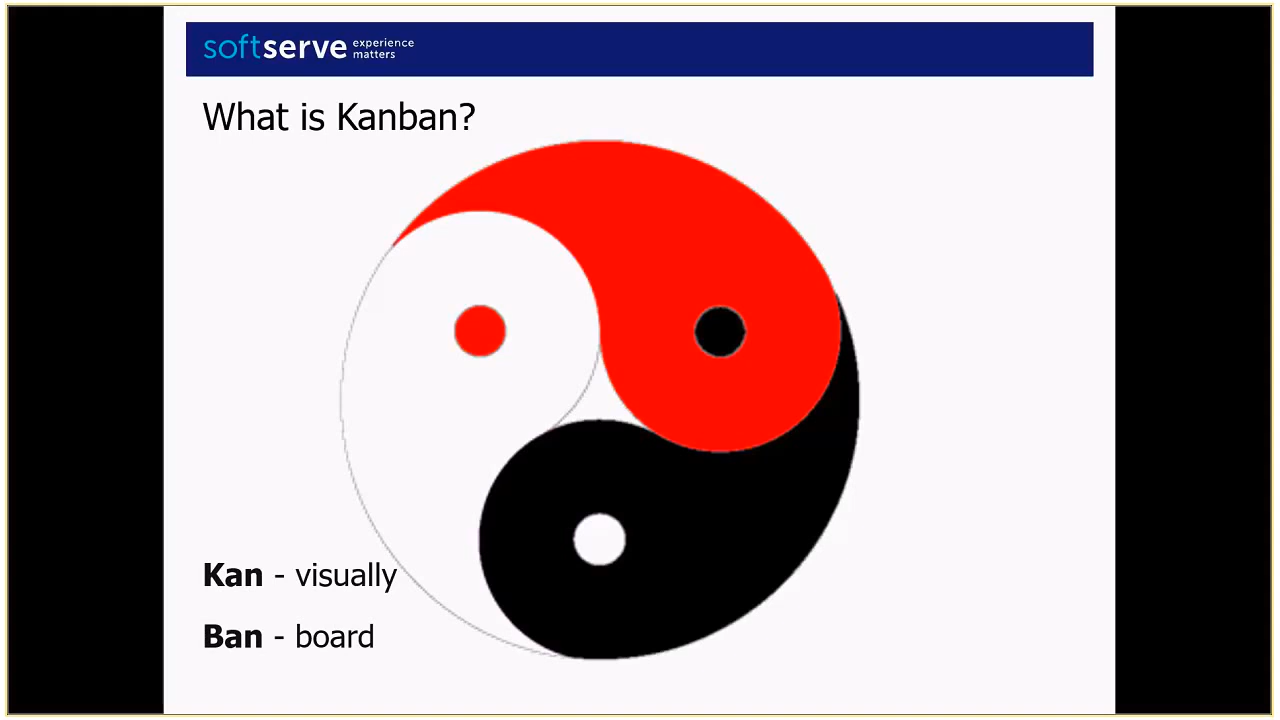 softserve experience
matters
What is Kanban?
Kan - visually
Ban - board